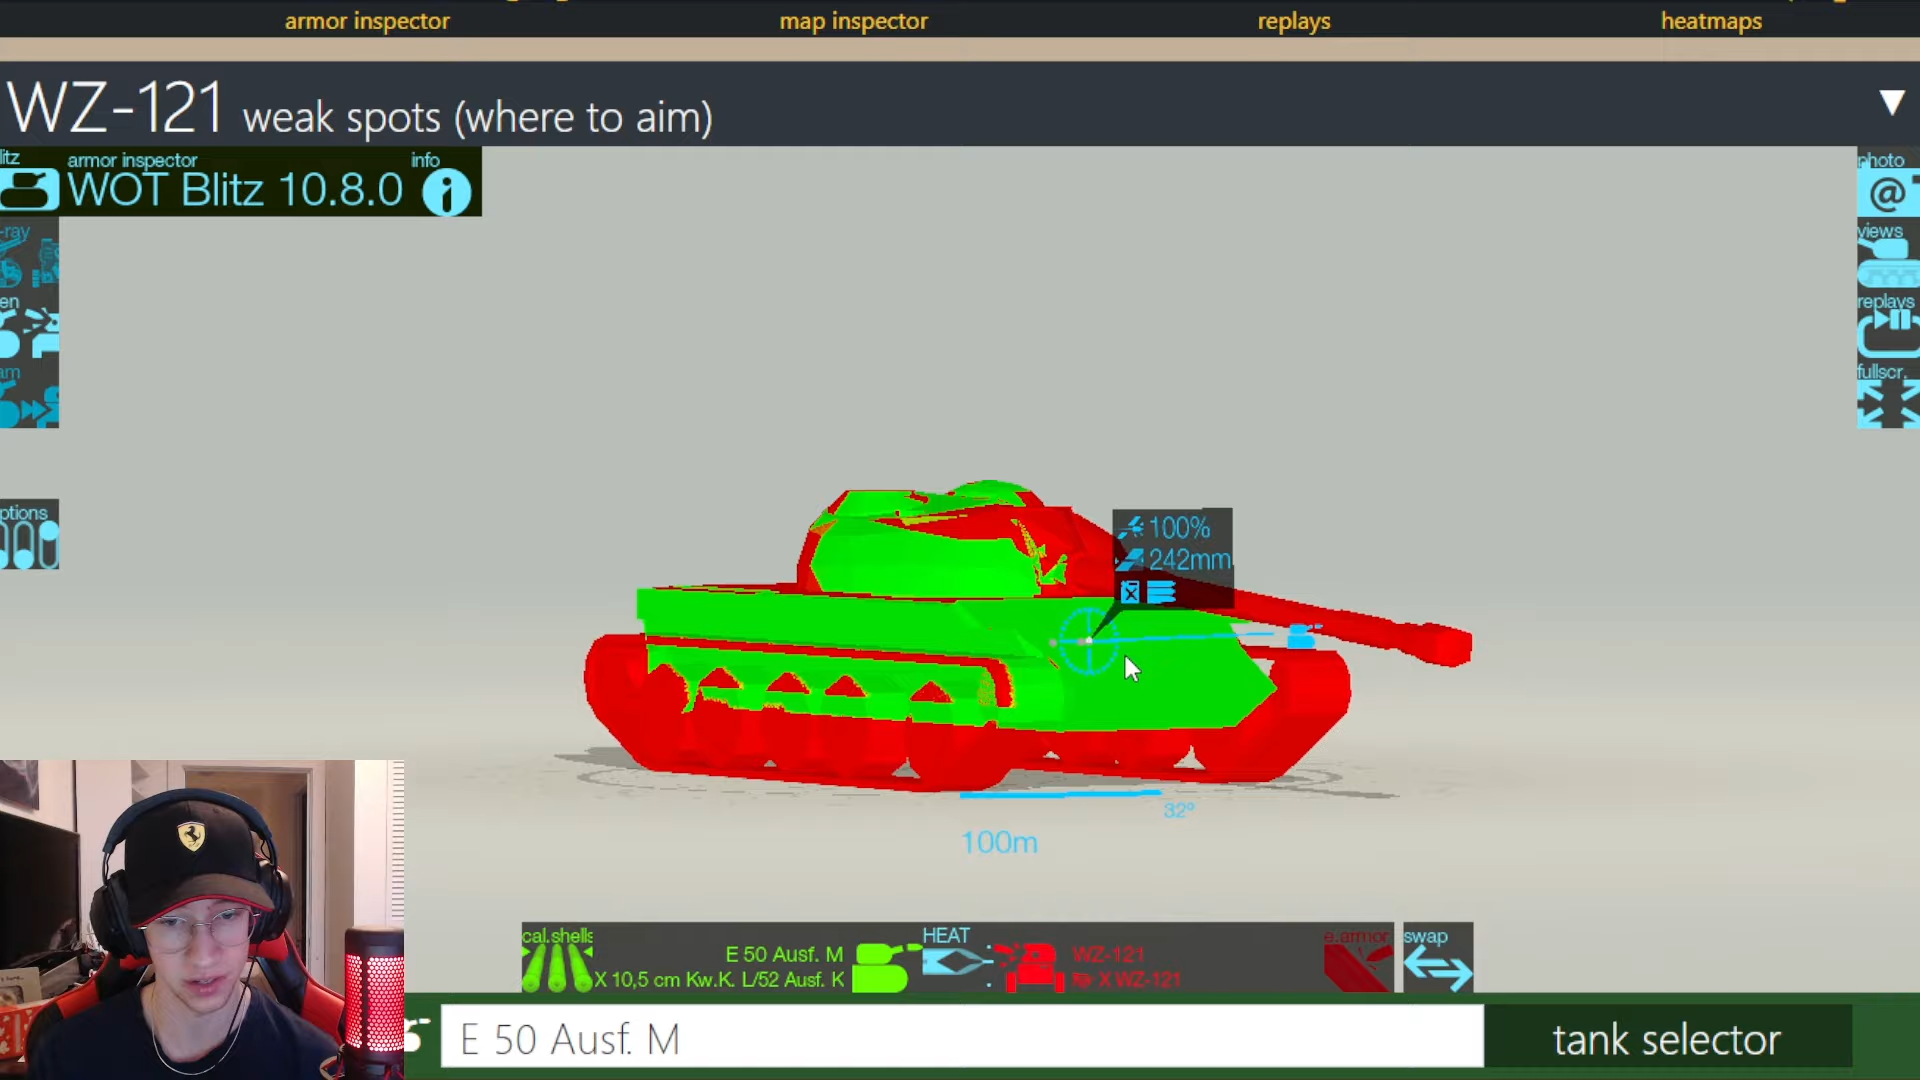 armor inspector
map inspector
replays
heatmaps
WZ-121 weak spots (where to aim)
armor inspector
info
WOT Blitz 10.8.0
photo
views
replays
fullscr.
100%
242mm
32°
100m
cal.shells
E 50 Ausf. M
X 10,5 cm Kw.K. L/52 Ausf. K
HEAT
WZ-121
X WZ-121
e.armor
swap
E 50 Ausf. M
tank selector